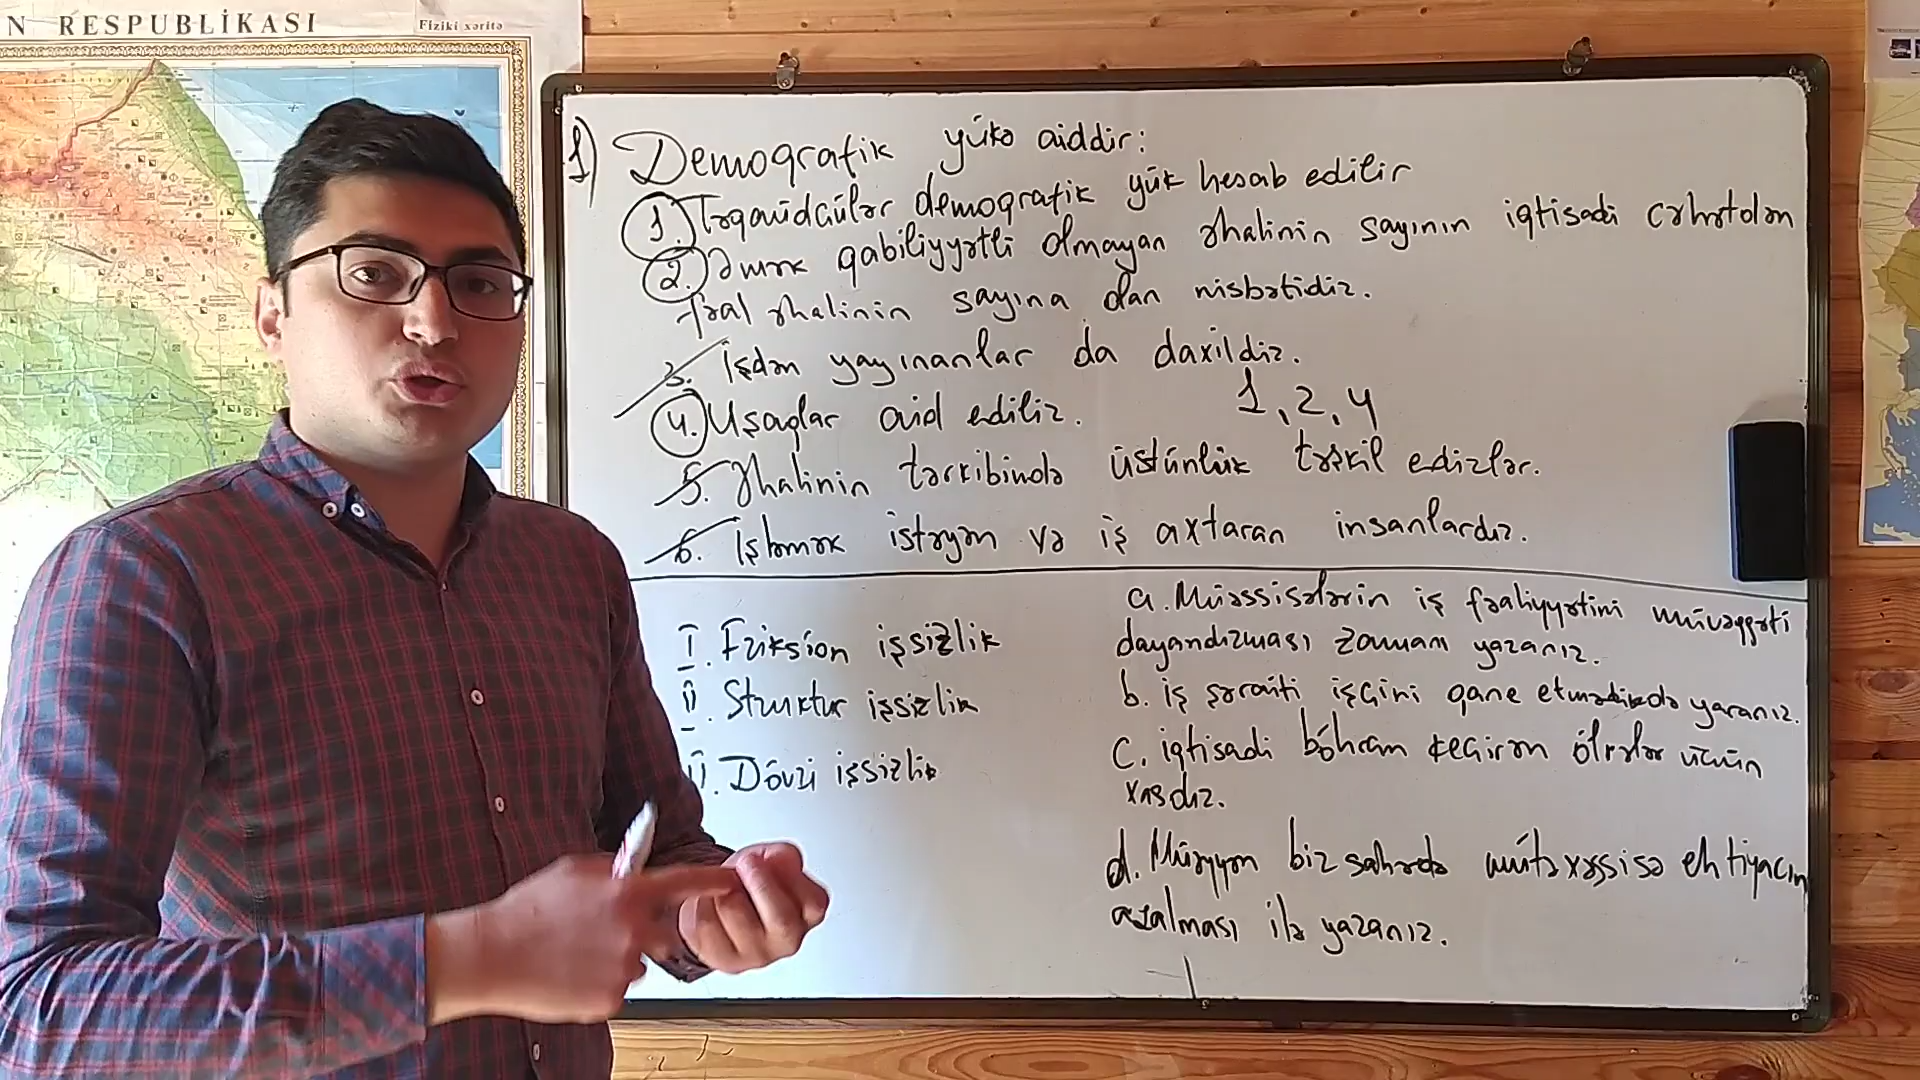 N RESPUBLİKASI
Fiziki xəritə
1) Demoqrafik yükə aiddir:
1. Təqaüdçülər demoqrafik yük hesab edilir
2. Əmək qabiliyyətli olmayan əhalinin sayının iqtisadi cəhətdən
fəal əhalinin sayına olan nisbətidir.
3. İşdən yayınanlar da daxildir.
1, 2, 4
4. Uşaqlar aid edilir.
5. Əhalinin tərkibində üstünlük təşkil edirlər.
6. İşləmək istəyən və iş axtaran insanlardır.
I. Friksion işsizlik
II. Struktur işsizlik
II. Dövri işsizlik
a. Müəssisələrin iş fəaliyyətini müvəqqəti
dayandırması zamanı yaranır.
b. iş şəraiti işçini qane etmədikdə yaranır.
c. iqtisadi böhran keçirən ölkələr üçün
xasdır.
d. Müəyyən bir sahədə mütəxəssisə ehtiyacın
azalması ilə yaranır.